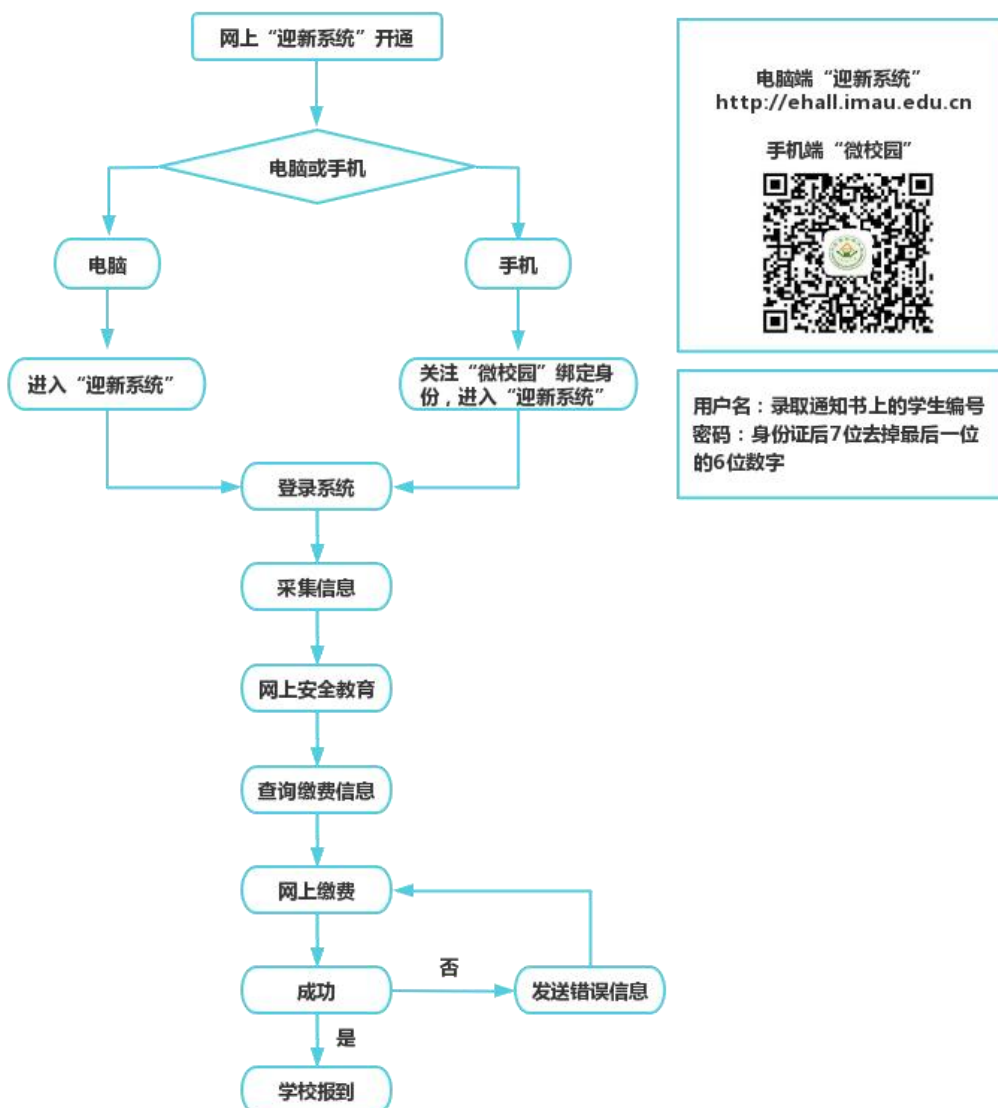 网上“迎新系统”开通
电脑或手机
电脑
手机
进入“迎新系统”
关注“微校园”绑定身
份，进入“迎新系统”
登录系统
采集信息
网上安全教育
查询缴费信息
网上缴费
成功
否
发送错误信息
是
学校报到
电脑端“迎新系统”
http://ehall.imau.edu.cn
手机端“微校园”
用户名：录取通知书上的学生编号
密码：身份证后7位去掉最后一位
的6位数字